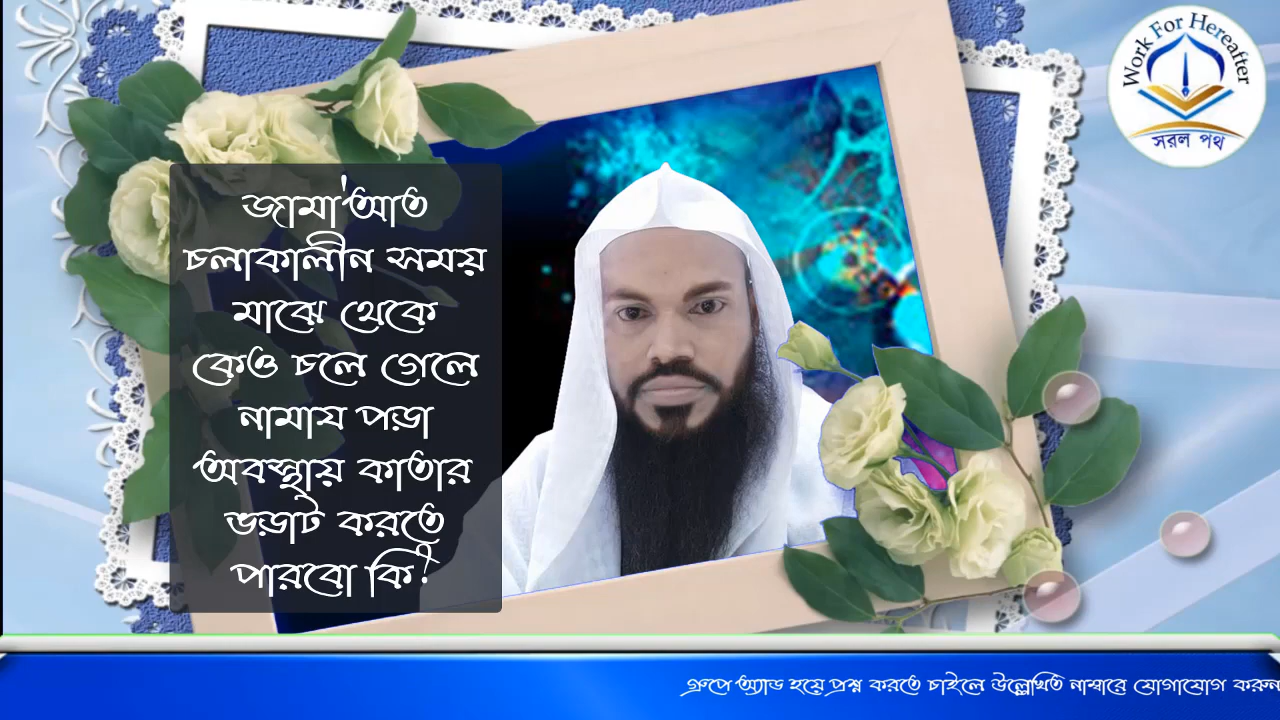 Work For Hereafter
সরল পথ
জামা'আত
চলাকালীন সময়
মাঝে থেকে
কেও চলে গেলে
নামায পড়া
অবস্থায় কাতার
ভড়াট করতে
পারবো কি?
গ্রুপে অ্যাড হয়ে প্রশ্ন করতে চাইলে উল্লেখিত নাম্বারে যোগাযোগ করুন